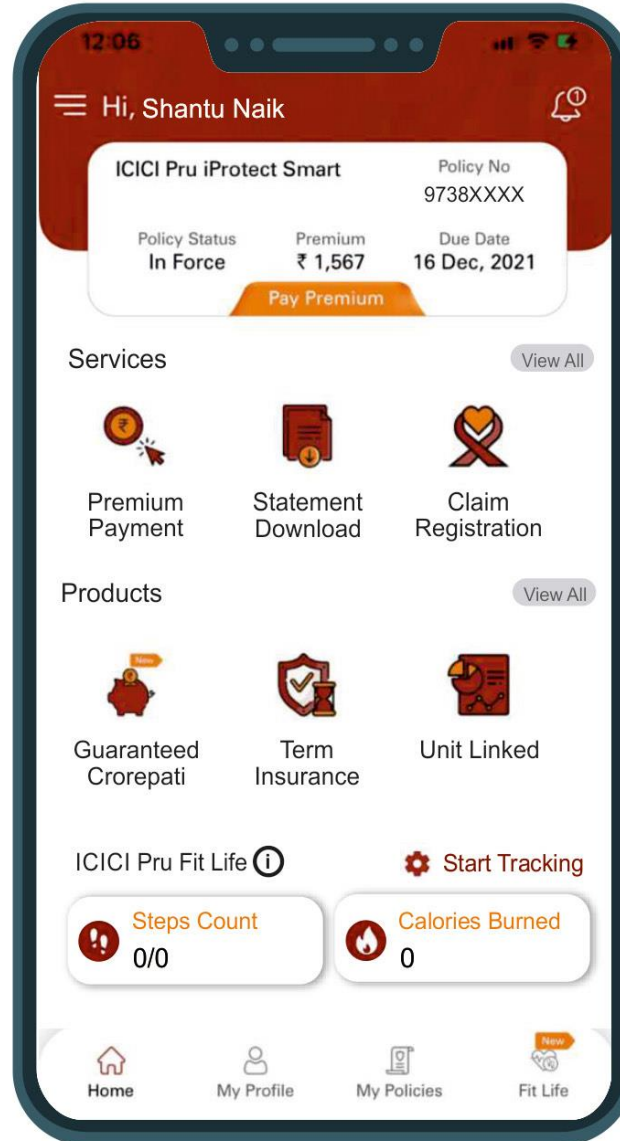 12:06
Hi, Shantu Naik
1
ICICI Pru iProtect Smart
Policy No
9738XXXX
Policy Status
Premium
Due Date
In Force
₹ 1,567
16 Dec, 2021
Pay Premium
Services
View All
₹
Premium
Payment
Statement
Download
Claim
Registration
Products
View All
New
₹
Guaranteed
Crorepati
Term
Insurance
Unit Linked
ICICI Pru Fit Life i
Start Tracking
Steps Count
0/0
Calories Burned
0
New
Home
My Profile
My Policies
Fit Life